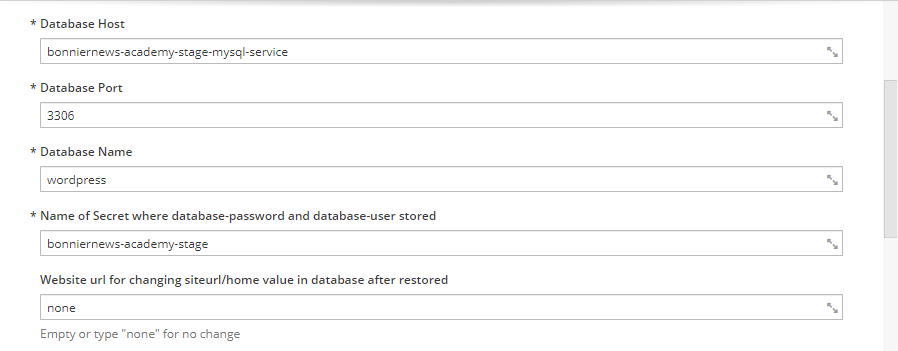 * Database Host
bonniernews-academy-stage-mysql-service
* Database Port
3306
* Database Name
wordpress
* Name of Secret where database-password and database-user stored
bonniernews-academy-stage
Website url for changing siteurl/home value in database after restored
none
Empty or type "none" for no change